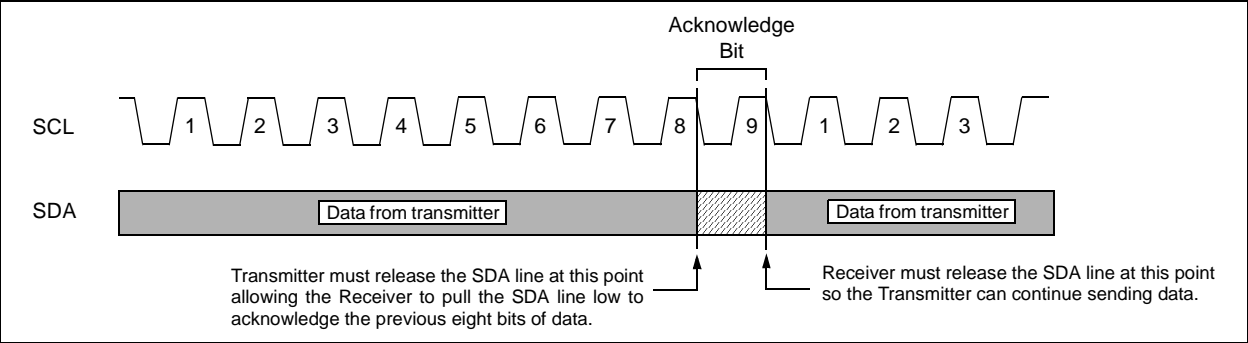 Acknowledge
Bit
SCL
1 2 3 4 5 6 7 8 9 1 2 3
SDA
Data from transmitter
Data from transmitter
Transmitter must release the SDA line at this point
allowing the Receiver to pull the SDA line low to
acknowledge the previous eight bits of data.
Receiver must release the SDA line at this point
so the Transmitter can continue sending data.